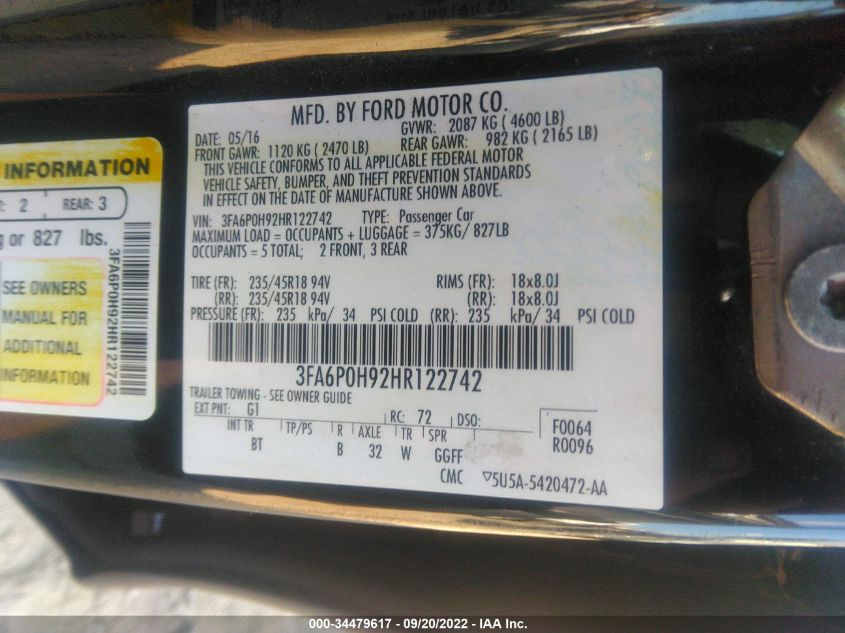 INFORMATION
2 REAR: 3
or 827 lbs.
SEE OWNERS
MANUAL FOR
ADDITIONAL
INFORMATION
3FA6P0H92HR122742
MFD. BY FORD MOTOR CO.
DATE: 05/16 GVWR: 2087 KG ( 4600 LB)
FRONT GAWR: 1120 KG ( 2470 LB) REAR GAWR: 982 KG ( 2165 LB)
THIS VEHICLE CONFORMS TO ALL APPLICABLE FEDERAL MOTOR
VEHICLE SAFETY, BUMPER, AND THEFT PREVENTION STANDARDS
IN EFFECT ON THE DATE OF MANUFACTURE SHOWN ABOVE.
VIN: 3FA6P0H92HR122742 TYPE: Passenger Car
MAXIMUM LOAD = OCCUPANTS + LUGGAGE = 375KG/ 827LB
OCCUPANTS = 5 TOTAL; 2 FRONT, 3 REAR
TIRE (FR): 235/45R18 94V RIMS (FR): 18x8.0J
(RR): 235/45R18 94V (RR): 18x8.0J
PRESSURE (FR): 235 kPa/ 34 PSI COLD (RR): 235 kPa/ 34 PSI COLD
3FA6P0H92HR122742
TRAILER TOWING - SEE OWNER GUIDE
EXT PNT: G1 RC: 72 DSO: F0064
INT TR TP/PS R AXLE TR SPR R0096
BT B 32 W GGFF
CMC ▽5U5A-5420472-AA
000-34479617 - 09/20/2022 - IAA Inc.